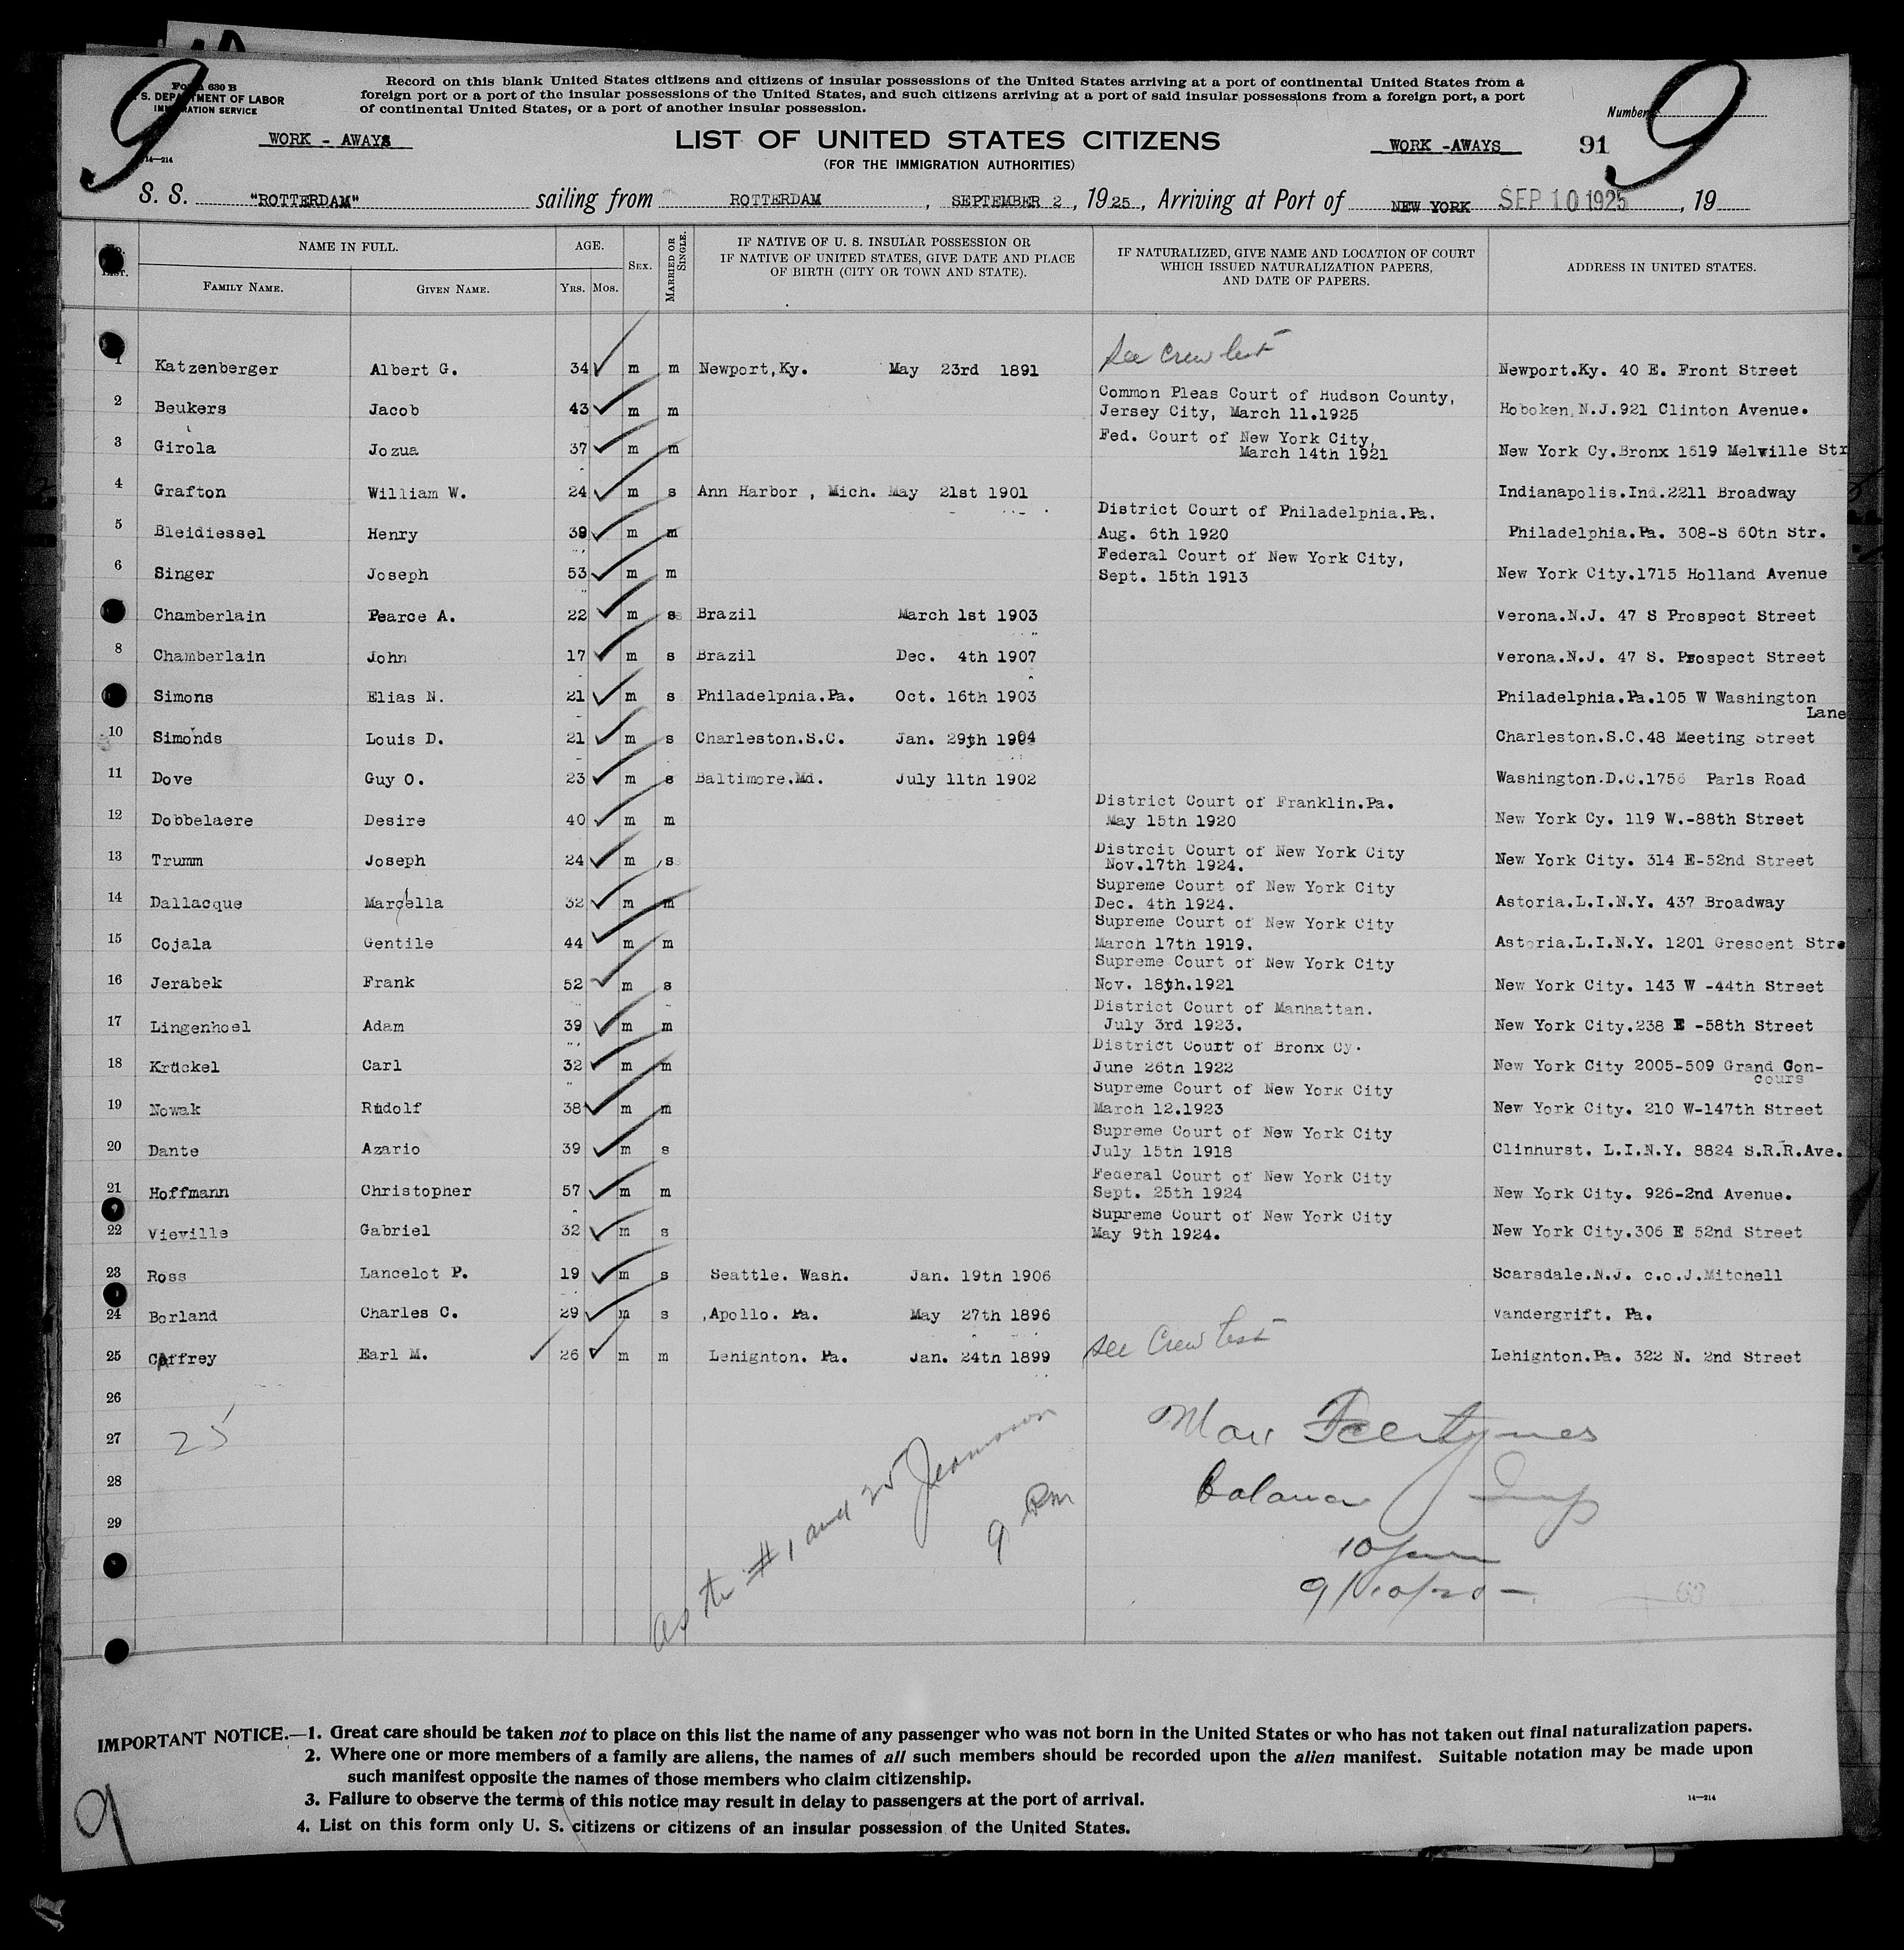 9
9
Form 630 B
S. DEPARTMENT OF LABOR
IMMIGRATION SERVICE
Record on this blank United States citizens and citizens of insular possessions of the United States arriving at a port of continental United States from a
foreign port or a port of the insular possessions of the United States, and such citizens arriving at a port of said insular possessions from a foreign port, a port
of continental United States, or a port of another insular possession.
Number
WORK - AWAYS
LIST OF UNITED STATES CITIZENS
WORK -AWAYS
91
14—214
(FOR THE IMMIGRATION AUTHORITIES)
S. S. "ROTTERDAM" sailing from ROTTERDAM, SEPTEMBER 2, 1925, Arriving at Port of NEW YORK SEP 10 1925, 19
No. List.
NAME IN FULL.
FAMILY NAME.
GIVEN NAME.
AGE.
YRS. MOS.
SEX.
MARRIED OR SINGLE.
IF NATIVE OF U. S. INSULAR POSSESSION OR
IF NATIVE OF UNITED STATES, GIVE DATE AND PLACE
OF BIRTH (CITY OR TOWN AND STATE).
IF NATURALIZED, GIVE NAME AND LOCATION OF COURT
WHICH ISSUED NATURALIZATION PAPERS,
AND DATE OF PAPERS.
ADDRESS IN UNITED STATES.
See Crew list
1 Katzenberger Albert G. 34 m m Newport,Ky. May 23rd 1891 Newport.Ky. 40 E. Front Street
Common Pleas Court of Hudson County,
2 Beukers Jacob 43 m m Jersey City, March 11.1925 Hoboken,N.J.921 Clinton Avenue.
Fed. Court of New York City,
3 Girola Jozua 37 m m March 14th 1921 New York Cy.Bronx 1619 Melville Str
4 Grafton William W. 24 m s Ann Harbor , Mich. May 21st 1901 Indianapolis.Ind.2211 Broadway
District Court of Philadelphia.Pa.
5 Bleidiessel Henry 39 m m Aug. 6th 1920 Philadelphia.Pa. 308-S 60th Str.
Federal Court of New York City,
6 Singer Joseph 53 m m Sept. 15th 1913 New York City.1715 Holland Avenue
Chamberlain Pearce A. 22 m s Brazil March 1st 1903 Verona.N.J. 47 S Prospect Street
8 Chamberlain John 17 m s Brazil Dec. 4th 1907 Verona.N.J. 47 S. Prospect Street
Simons Elias N. 21 m s Philadelpnia.Pa. Oct. 16th 1903 Philadelphia.Pa.105 W Washington
Lane
10 Simonds Louis D. 21 m s Charleston.S.C. Jan. 29th 1904 Charleston.S.C.48 Meeting Street
11 Dove Guy O. 23 m s Baltimore.Md. July 11th 1902 Washington.D.C.1756 Parls Road
District Court of Franklin.Pa.
12 Dobbelaere Desire 40 m m May 15th 1920 New York Cy. 119 W.-88th Street
Distrcit Court of New York City
13 Trumm Joseph 24 m s Nov.17th 1924. New York City. 314 E-52nd Street
Supreme Court of New York City
14 Dallacque Marcella 32 m m Dec. 4th 1924. Astoria.L.I.N.Y. 437 Broadway
Supreme Court of New York City
15 Cojala Gentile 44 m m March 17th 1919. Astoria.L.I.N.Y. 1201 Grescent Stre
Supreme Court of New York City
16 Jerabek Frank 52 m s Nov. 18th.1921 New York City. 143 W -44th Street
District Court of Manhattan.
17 Lingenhoel Adam 39 m m July 3rd 1923. New York City.238 E -58th Street
District Court of Bronx Cy.
18 Krückel Carl 32 m m June 26th 1922 New York City 2005-509 Grand Con-
cours
Supreme Court of New York City
19 Nowak Rudolf 38 m m March 12.1923 New York City. 210 W-147th Street
Supreme Court of New York City
20 Dante Azario 39 m s July 15th 1918 Clinhurst. L.I.N.Y. 8824 S.R.R.Ave.
Federal Court of New York City
21 Hoffmann Christopher 57 m m Sept. 25th 1924 New York City. 926-2nd Avenue.
Supreme Court of New York City
22 Vieville Gabriel 32 m s May 9th 1924. New York City.306 E 52nd Street
23 Ross Lancelot P. 19 m s Seattle. Wash. Jan. 19th 1906 Scarsdale.N.J. c.o.J.Mitchell
24 Borland Charles C. 29 m s Apollo. Pa. May 27th 1896 Vandergrift. Pa.
25 Caffrey Earl M. 26 m m Lehighton. Pa. Jan. 24th 1899 See Crew list Lehighton.Pa. 322 N. 2nd Street
26
27
28
29
25
as to # 1 and 25
9 Pm
balance
Insp
9/10/25
63
IMPORTANT NOTICE.—1. Great care should be taken not to place on this list the name of any passenger who was not born in the United States or who has not taken out final naturalization papers.
2. Where one or more members of a family are aliens, the names of all such members should be recorded upon the alien manifest. Suitable notation may be made upon
such manifest opposite the names of those members who claim citizenship.
3. Failure to observe the terms of this notice may result in delay to passengers at the port of arrival.
14—214
4. List on this form only U. S. citizens or citizens of an insular possession of the United States.
9